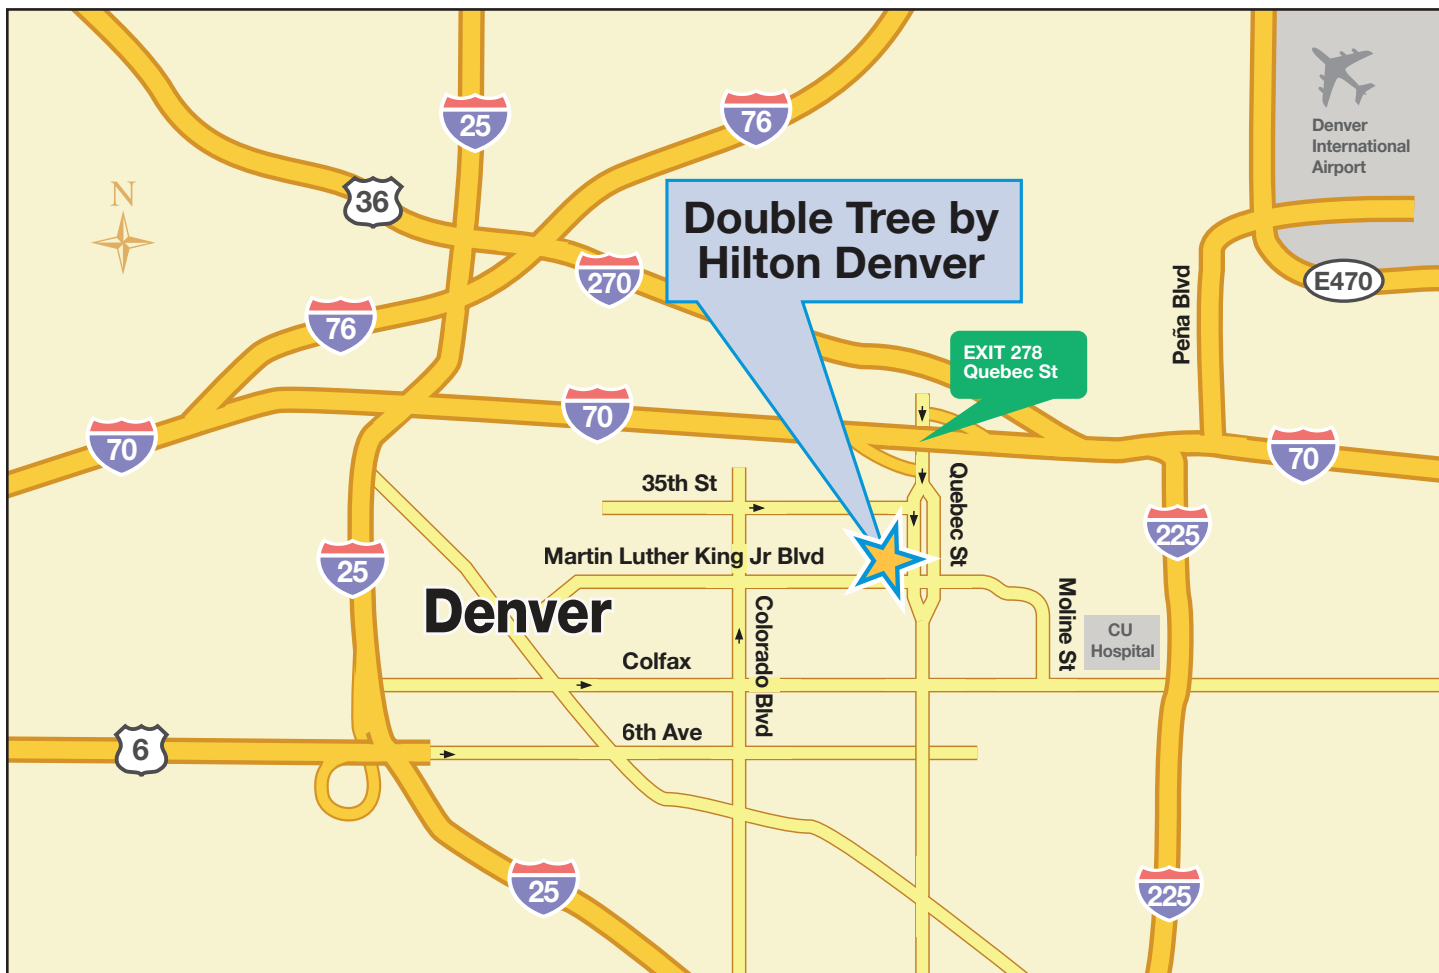 25
76
Denver
International
Airport
N
36
Double Tree by
Hilton Denver
270
E470
76
Peña Blvd
EXIT 278
Quebec St
70
70
70
35th St
Quebec St
225
Martin Luther King Jr Blvd
25
Denver
Colorado Blvd
Moline St
CU
Hospital
Colfax
6th Ave
6
25
225